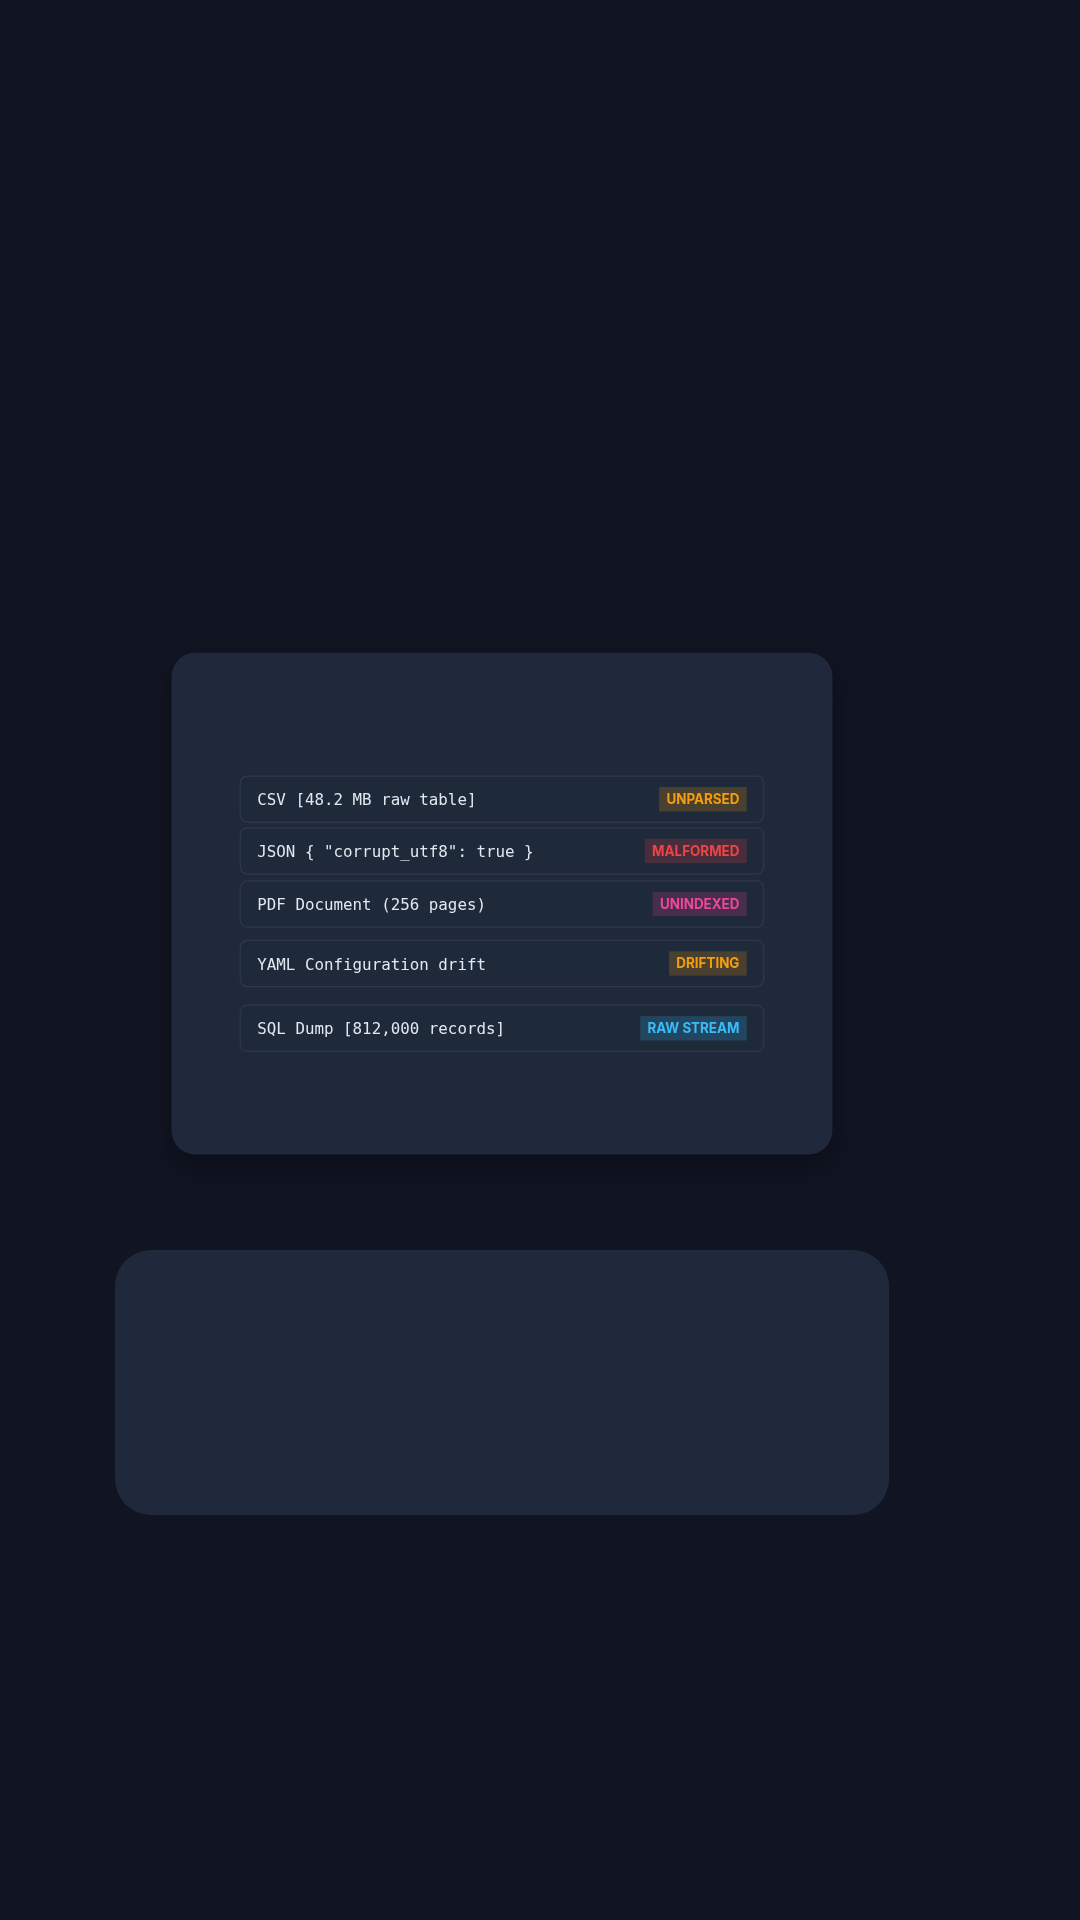 CSV [48.2 MB raw table] UNPARSED
JSON { "corrupt_utf8": true } MALFORMED
PDF Document (256 pages) UNINDEXED
YAML Configuration drift DRIFTING
SQL Dump [812,000 records] RAW STREAM